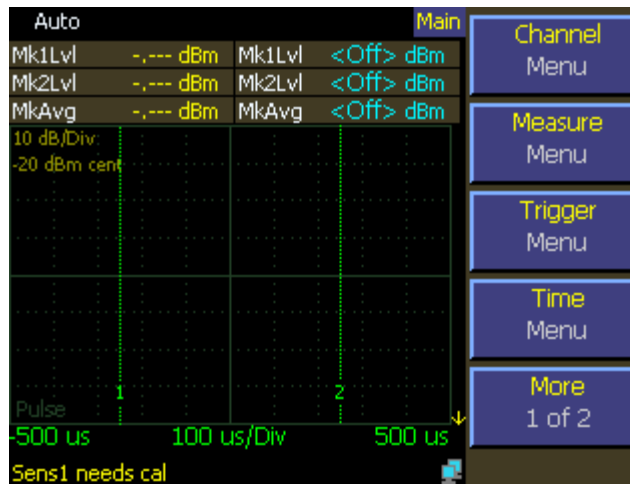 Auto Main
Mk1Lvl -.--- dBm Mk1Lvl <Off> dBm
Mk2Lvl -.--- dBm Mk2Lvl <Off> dBm
MkAvg -.--- dBm MkAvg <Off> dBm
10 dB/Div
-20 dBm cent
1 2
Pulse
-500 us 100 us/Div 500 us
Sens1 needs cal
Channel
Menu
Measure
Menu
Trigger
Menu
Time
Menu
More
1 of 2